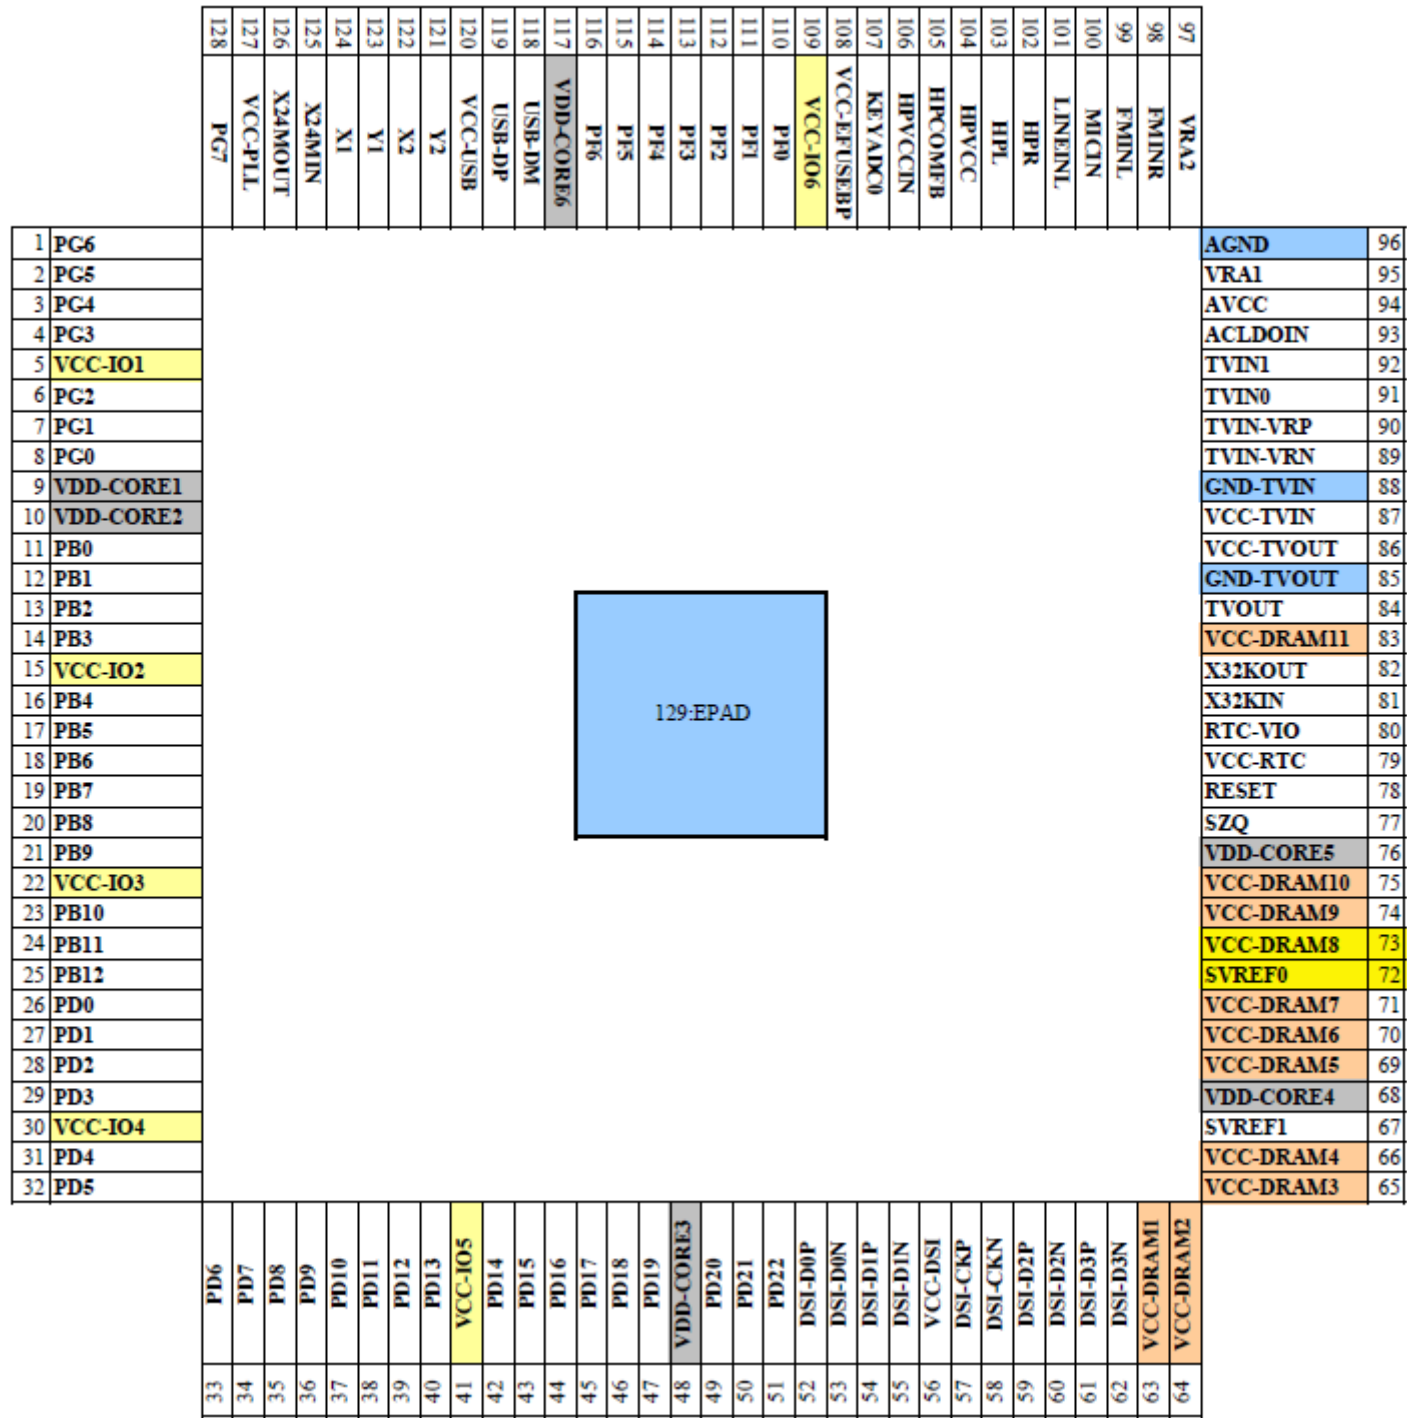 128 127 126 125 124 123 122 121 120 119 118 117 116 115 114 113 112 111 110 109 108 107 106 105 104 103 102 101 100 99 98 97
PG7 VCC-PLL X24MOUT X24MIN X1 Y1 X2 Y2 VCC-USB USB-DP USB-DM VDD-CORE6 PF6 PF5 PF4 PF3 PF2 PF1 PF0 VCC-IO6 VCC-EFUSEBP KEYADC0 HPVCCIN HPCOMFB HPVCC HPL HPR LINEINL MICIN FMINL FMINR VRA2
1 PG6 AGND 96
2 PG5 VRA1 95
3 PG4 AVCC 94
4 PG3 ACLDOIN 93
5 VCC-IO1 TVIN1 92
6 PG2 TVIN0 91
7 PG1 TVIN-VRP 90
8 PG0 TVIN-VRN 89
9 VDD-CORE1 GND-TVIN 88
10 VDD-CORE2 VCC-TVIN 87
11 PB0 VCC-TVOUT 86
12 PB1 GND-TVOUT 85
13 PB2 TVOUT 84
14 PB3 VCC-DRAM11 83
15 VCC-IO2 X32KOUT 82
16 PB4 129:EPAD X32KIN 81
17 PB5 RTC-VIO 80
18 PB6 VCC-RTC 79
19 PB7 RESET 78
20 PB8 SZQ 77
21 PB9 VDD-CORE5 76
22 VCC-IO3 VCC-DRAM10 75
23 PB10 VCC-DRAM9 74
24 PB11 VCC-DRAM8 73
25 PB12 SVREF0 72
26 PD0 VCC-DRAM7 71
27 PD1 VCC-DRAM6 70
28 PD2 VCC-DRAM5 69
29 PD3 VDD-CORE4 68
30 VCC-IO4 SVREF1 67
31 PD4 VCC-DRAM4 66
32 PD5 VCC-DRAM3 65
PD6 PD7 PD8 PD9 PD10 PD11 PD12 PD13 VCC-IO5 PD14 PD15 PD16 PD17 PD18 PD19 VDD-CORE3 PD20 PD21 PD22 DSI-D0P DSI-D0N DSI-D1P DSI-D1N VCC-DSI DSI-CKP DSI-CKN DSI-D2P DSI-D2N DSI-D3P DSI-D3N VCC-DRAM1 VCC-DRAM2
33 34 35 36 37 38 39 40 41 42 43 44 45 46 47 48 49 50 51 52 53 54 55 56 57 58 59 60 61 62 63 64